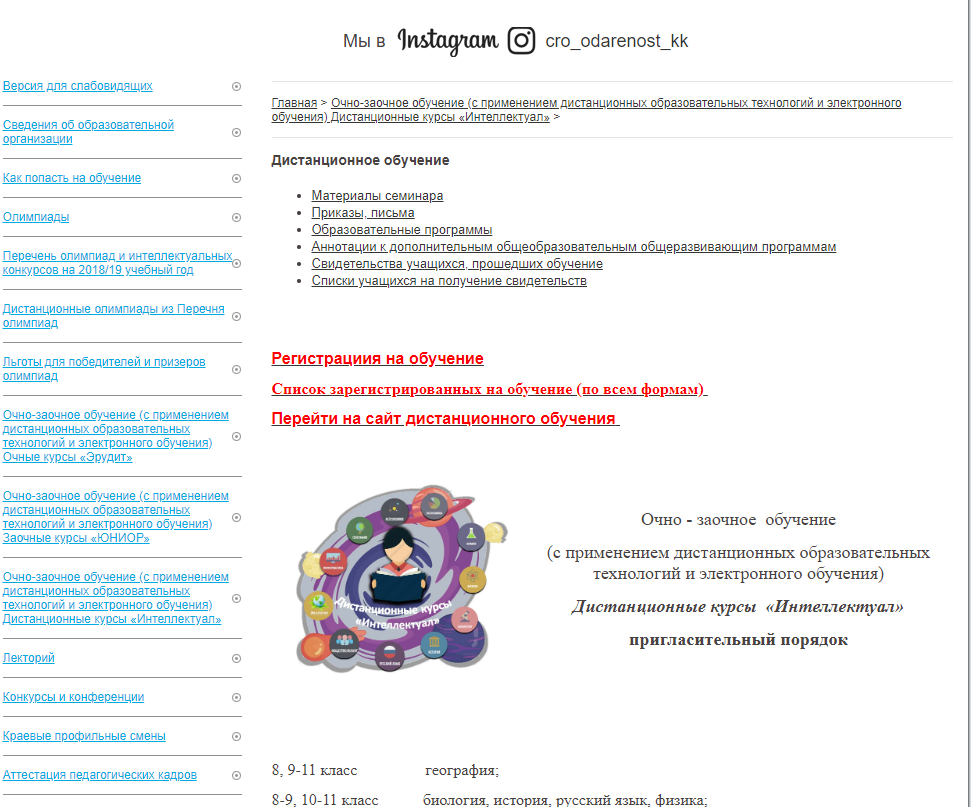 Мы в Instagram cro_odarenost_kk
Версия для слабовидящих
Сведения об образовательной
организации
Как попасть на обучение
Олимпиады
Перечень олимпиад и интеллектуальных
конкурсов на 2018/19 учебный год
Дистанционные олимпиады из Перечня
олимпиад
Льготы для победителей и призеров
олимпиад
Очно-заочное обучение (с применением
дистанционных образовательных
технологий и электронного обучения)
Очные курсы «Эрудит»
Очно-заочное обучение (с применением
дистанционных образовательных
технологий и электронного обучения)
Заочные курсы «ЮНИОР»
Очно-заочное обучение (с применением
дистанционных образовательных
технологий и электронного обучения)
Дистанционные курсы «Интеллектуал»
Лекторий
Конкурсы и конференции
Краевые профильные смены
Аттестация педагогических кадров
Главная > Очно-заочное обучение (с применением дистанционных образовательных технологий и электронного
обучения) Дистанционные курсы «Интеллектуал» >
Дистанционное обучение
Материалы семинара
Приказы, письма
Образовательные программы
Аннотации к дополнительным общеобразовательным общеразвивающим программам
Свидетельства учащихся, прошедших обучение
Списки учащихся на получение свидетельств
Регистрациия на обучение
Список зарегистрированных на обучение (по всем формам)
Перейти на сайт дистанционного обучения
Дистанционные курсы
«Интеллектуал»
Очно - заочное обучение
(с применением дистанционных образовательных
технологий и электронного обучения)
Дистанционные курсы «Интеллектуал»
пригласительный порядок
8, 9-11 класс география;
8-9, 10-11 класс биология, история, русский язык, физика;